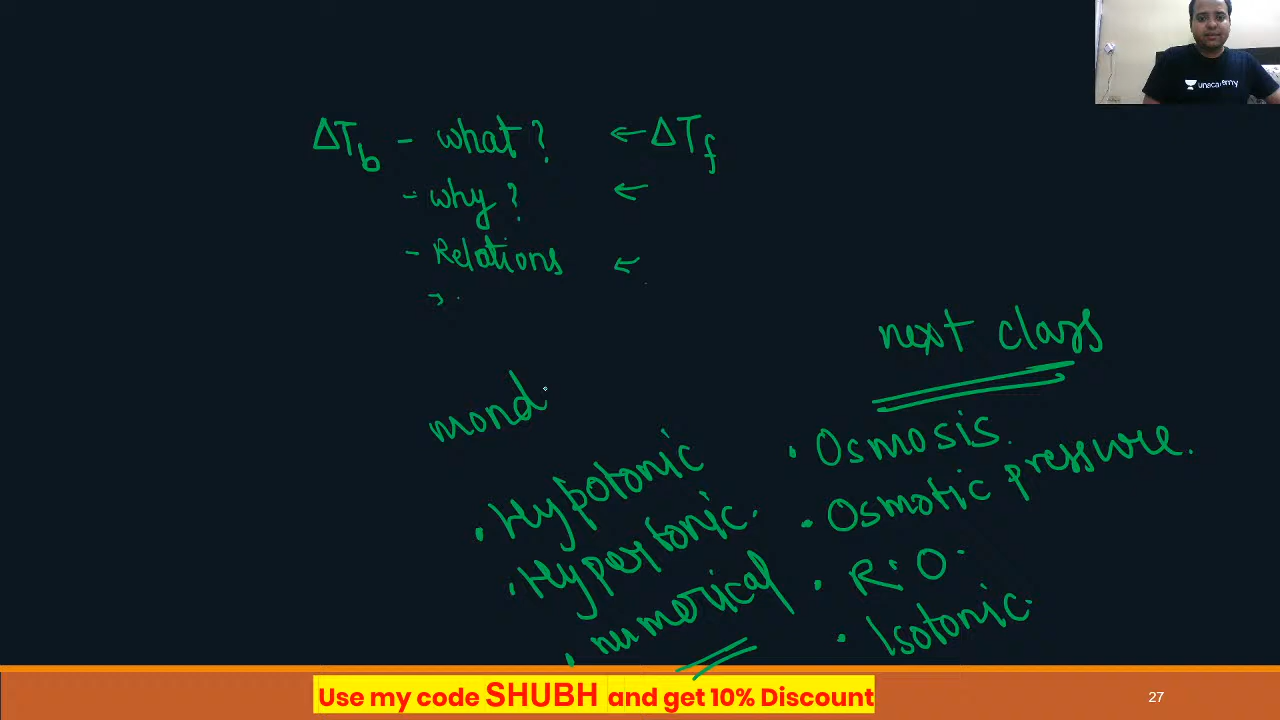 unacademy
ΔTb - what? ← ΔTf
- why? ←
- Relations ←
next class
mond
• Hypotonic
• Hypertonic.
• numerical
• Osmosis.
• Osmotic pressure.
• R.O.
• Isotonic.
Use my code SHUBH and get 10% Discount
27